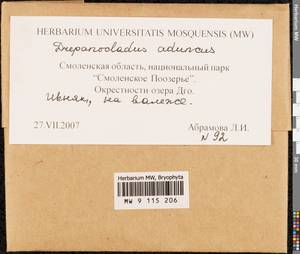 HERBARIUM UNIVERSITATIS MOSQUENSIS (MW)
Drepanocladus aduncus
Смоленская область, национальный парк
"Смоленское Поозерье".
Окрестности озера Дго.
Ивняк, на валеже.
27.VII.2007
Абрамова Л.И.
N 92
Herbarium MW, Bryophyta
MW 9 115 206